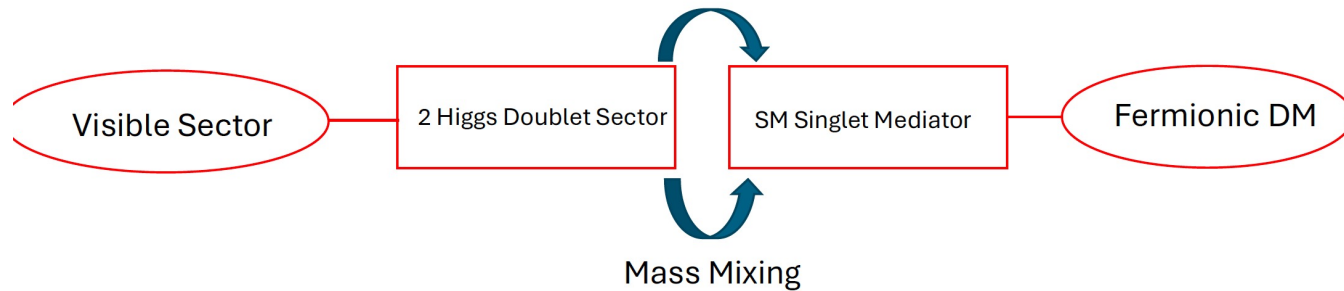 Visible Sector
2 Higgs Doublet Sector
SM Singlet Mediator
Fermionic DM
Mass Mixing